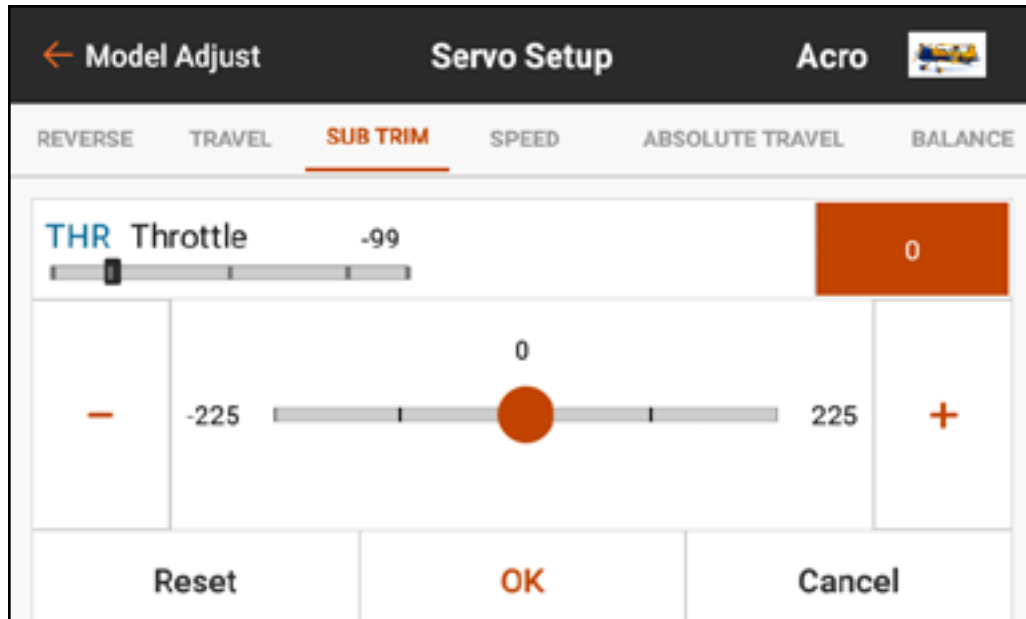 ← Model Adjust Servo Setup Acro
REVERSE TRAVEL SUB TRIM SPEED ABSOLUTE TRAVEL BALANCE
THR Throttle -99
0
0
− -225 225 +
Reset OK Cancel